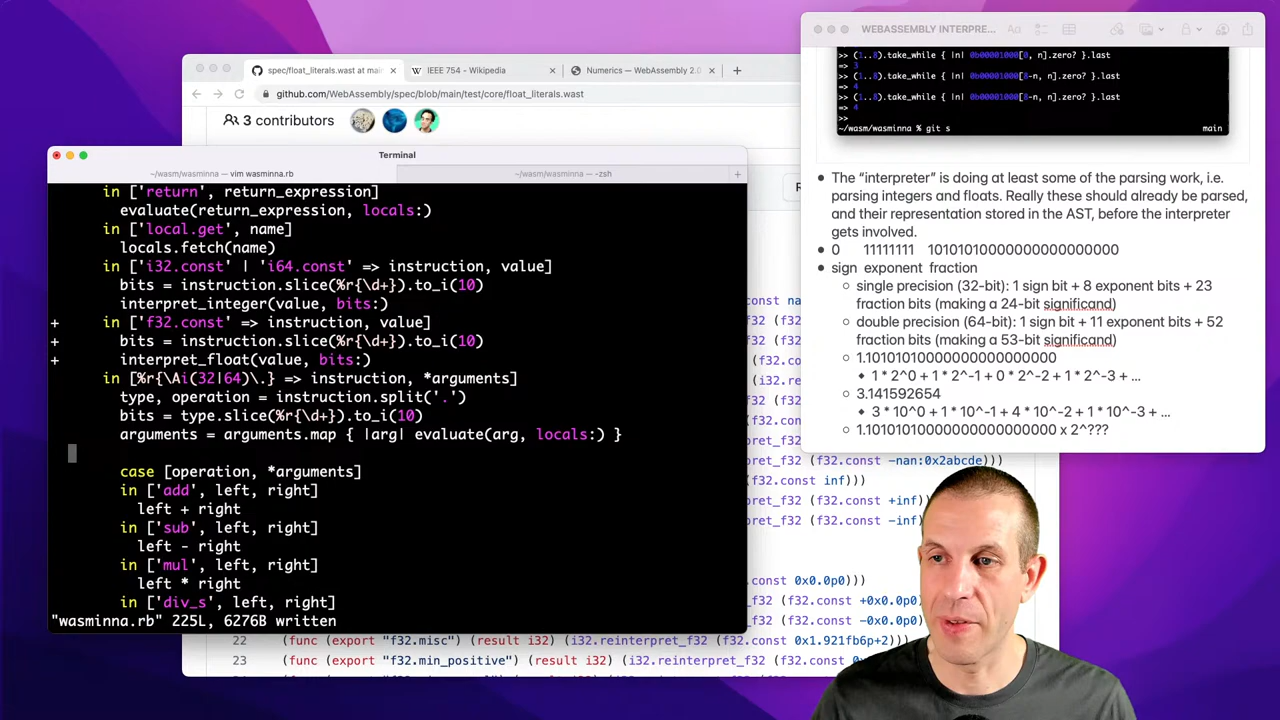 WEBASSEMBLY INTERPRE...
Aa
>> (1..8).take_while { |n| 0b00001000[0, n].zero? }.last
=> 3
>> (1..8).take_while { |n| 0b00001000[8-n, n].zero? }.last
=> 4
>> (1..8).take_while { |n| 0b00001000[8-n, n].zero? }.last
=> 4
>>
~/wasm/wasminna % git s main
The “interpreter” is doing at least some of the parsing work, i.e.
parsing integers and floats. Really these should already be parsed,
and their representation stored in the AST, before the interpreter
gets involved.
0 11111111 10101010000000000000000
sign exponent fraction
single precision (32-bit): 1 sign bit + 8 exponent bits + 23
fraction bits (making a 24-bit significand)
double precision (64-bit): 1 sign bit + 11 exponent bits + 52
fraction bits (making a 53-bit significand)
1.10101010000000000000000
1 * 2^0 + 1 * 2^-1 + 0 * 2^-2 + 1 * 2^-3 + ...
3.141592654
3 * 10^0 + 1 * 10^-1 + 4 * 10^-2 + 1 * 10^-3 + ...
1.10101010000000000000000 x 2^???
spec/float_literals.wast at main
IEEE 754 - Wikipedia
Numerics — WebAssembly 2.0
github.com/WebAssembly/spec/blob/main/test/core/float_literals.wast
3 contributors
Terminal
~/wasm/wasminna — vim wasminna.rb
~/wasm/wasminna — -zsh
in ['return', return_expression]
evaluate(return_expression, locals:)
in ['local.get', name]
locals.fetch(name)
in ['i32.const' | 'i64.const' => instruction, value]
bits = instruction.slice(%r{\d+}).to_i(10)
interpret_integer(value, bits:)
+ in ['f32.const' => instruction, value]
+ bits = instruction.slice(%r{\d+}).to_i(10)
+ interpret_float(value, bits:)
in [%r{\Ai(32|64)\.} => instruction, *arguments]
type, operation = instruction.split('.')
bits = type.slice(%r{\d+}).to_i(10)
arguments = arguments.map { |arg| evaluate(arg, locals:) }
case [operation, *arguments]
in ['add', left, right]
left + right
in ['sub', left, right]
left - right
in ['mul', left, right]
left * right
in ['div_s', left, right]
"wasminna.rb" 225L, 6276B written
(f32.const -nan:0x2abcde)))
(f32.const inf)))
(f32.const +inf)))
(f32.const -inf)))
const 0x0.0p0)))
const +0x0.0p0)))
const -0x0.0p0)))
22 (func (export "f32.misc") (result i32) (i32.reinterpret_f32 (f32.const 0x1.921fb6p+2)))
23 (func (export "f32.min_positive") (result i32) (i32.reinterpret_f32 (f32.const